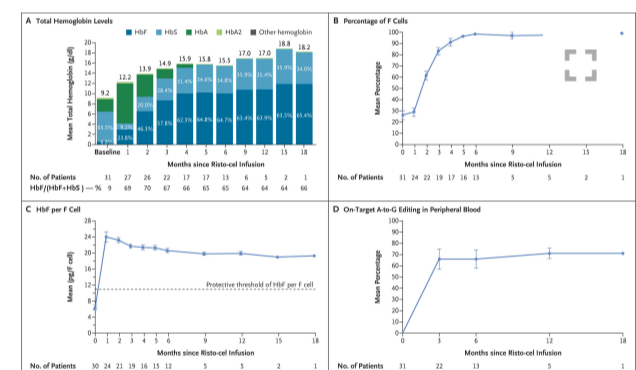 A Total Hemoglobin Levels
HbF HbS HbA HbA2 Other hemoglobin
Mean Total Hemoglobin (g/dl)
20
18
16
14
12
10
8
6
4
2
0
9.2 12.2 13.9 14.9 15.9 15.8 15.5 17.0 17.0 18.8 18.2
Baseline 1 2 3 4 5 6 9 12 15 18
Months since Risto-cel Infusion
No. of Patients 31 27 26 22 17 17 13 6 5 2 1
HbF/(HbF+HbS) — % 9 69 70 67 66 65 65 64 64 64 66
B Percentage of F Cells
Mean Percentage
100
90
80
70
60
50
40
30
20
10
0
0 1 2 3 4 5 6 9 12 15 18
Months since Risto-cel Infusion
No. of Patients 31 24 22 19 17 16 13 5 5 2 1
C HbF per F Cell
Mean (pg/F cell)
28
24
20
16
12
8
4
0
Protective threshold of HbF per F cell
0 1 2 3 4 5 6 9 12 15 18
Months since Risto-cel Infusion
No. of Patients 30 24 21 19 16 15 12 5 5 2 1
D On-Target A-to-G Editing in Peripheral Blood
Mean Percentage
100
90
80
70
60
50
40
30
20
10
0
0 3 6 12 18
Months since Risto-cel Infusion
No. of Patients 31 22 13 5 1